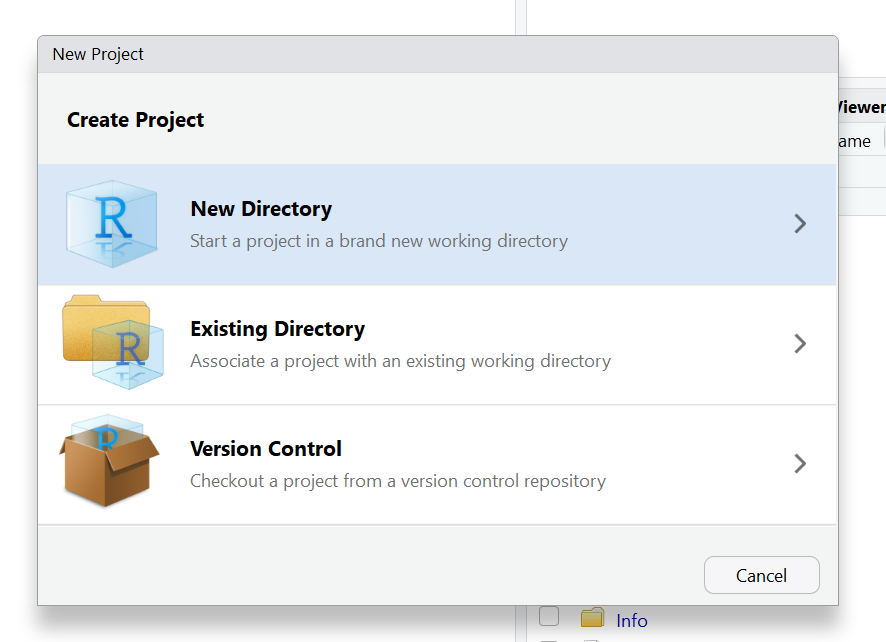 New Project
Viewer
Create Project
ame
R
New Directory
Start a project in a brand new working directory
R
Existing Directory
Associate a project with an existing working directory
R
Version Control
Checkout a project from a version control repository
Cancel
Info